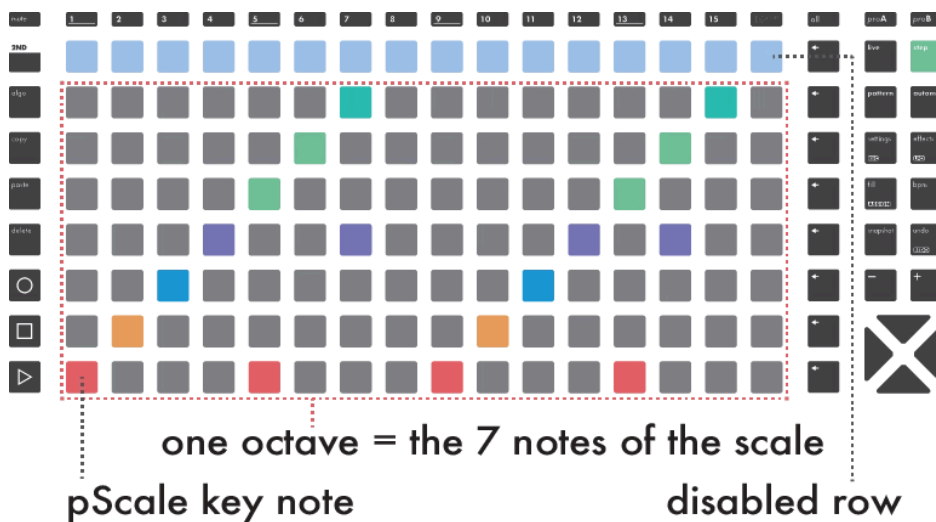 mute 1 2 3 4 5 6 7 8 9 10 11 12 13 14 15 all proA proB
2ND live step
algo pattern autom
copy settings effects
paste fill bpm
ASSIGN
delete snapshot undo
− +
one octave = the 7 notes of the scale
pScale key note disabled row